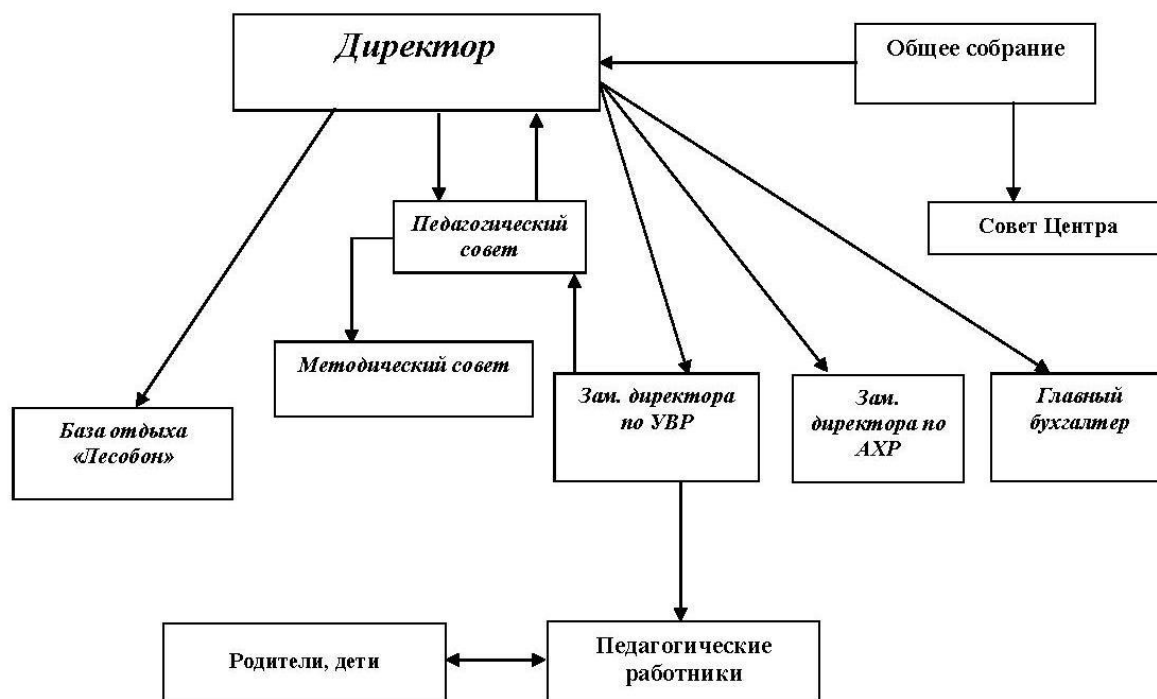 Директор
Общее собрание
Педагогический
совет
Совет Центра
Методический совет
База отдыха
«Лесобон»
Зам. директора
по УВР
Зам.
директора по
АХР
Главный
бухгалтер
Родители, дети
Педагогические
работники